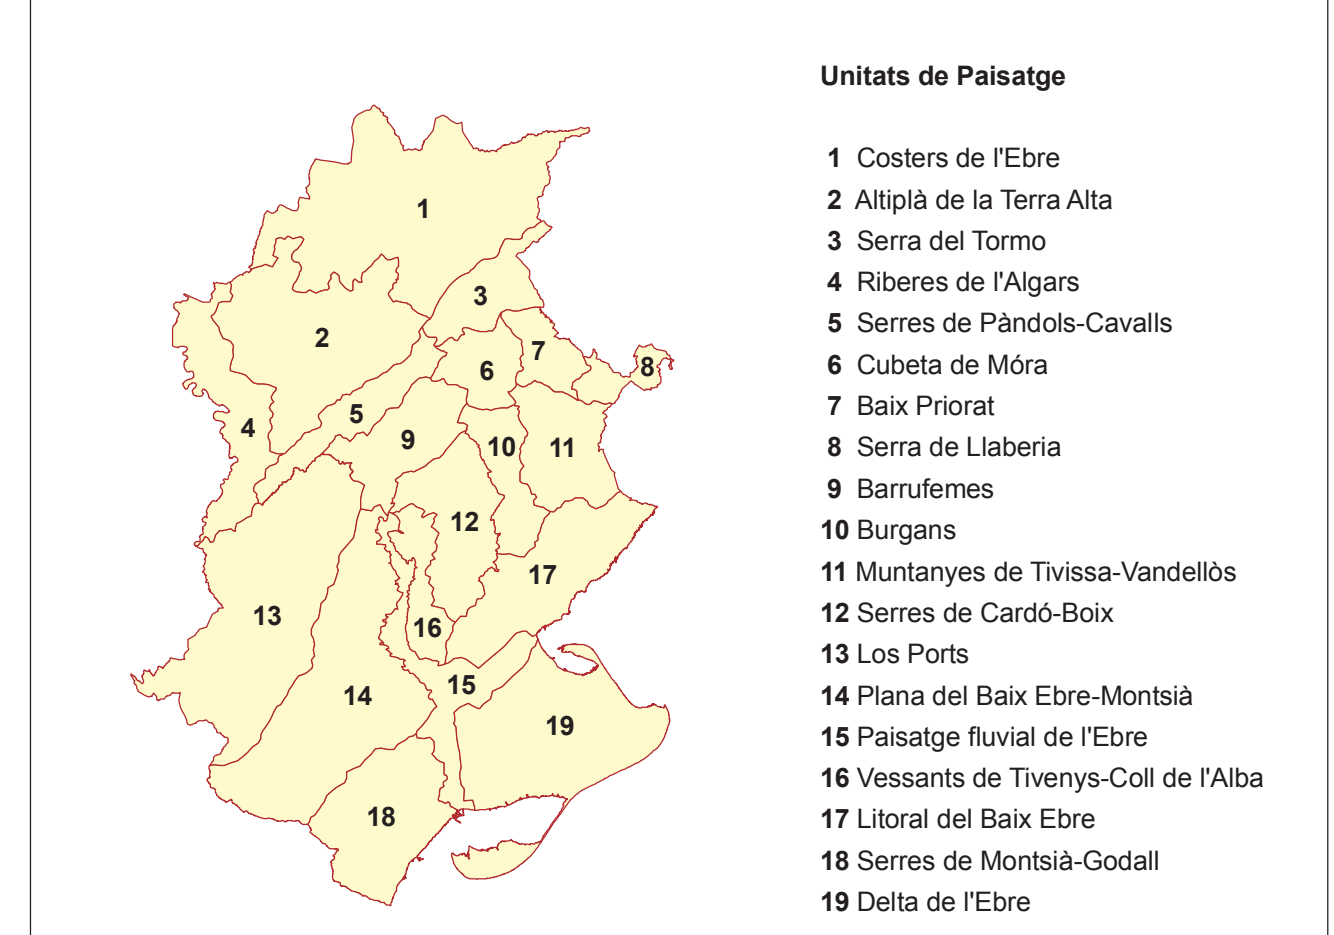 Unitats de Paisatge
1 Costers de l'Ebre
2 Altiplà de la Terra Alta
3 Serra del Tormo
4 Riberes de l'Algars
5 Serres de Pàndols-Cavalls
6 Cubeta de Móra
7 Baix Priorat
8 Serra de Llaberia
9 Barrufemes
10 Burgans
11 Muntanyes de Tivissa-Vandellòs
12 Serres de Cardó-Boix
13 Los Ports
14 Plana del Baix Ebre-Montsià
15 Paisatge fluvial de l'Ebre
16 Vessants de Tivenys-Coll de l'Alba
17 Litoral del Baix Ebre
18 Serres de Montsià-Godall
19 Delta de l'Ebre
1
3
2
7
8
6
5
4
9
10
11
12
17
13
16
15
14
19
18